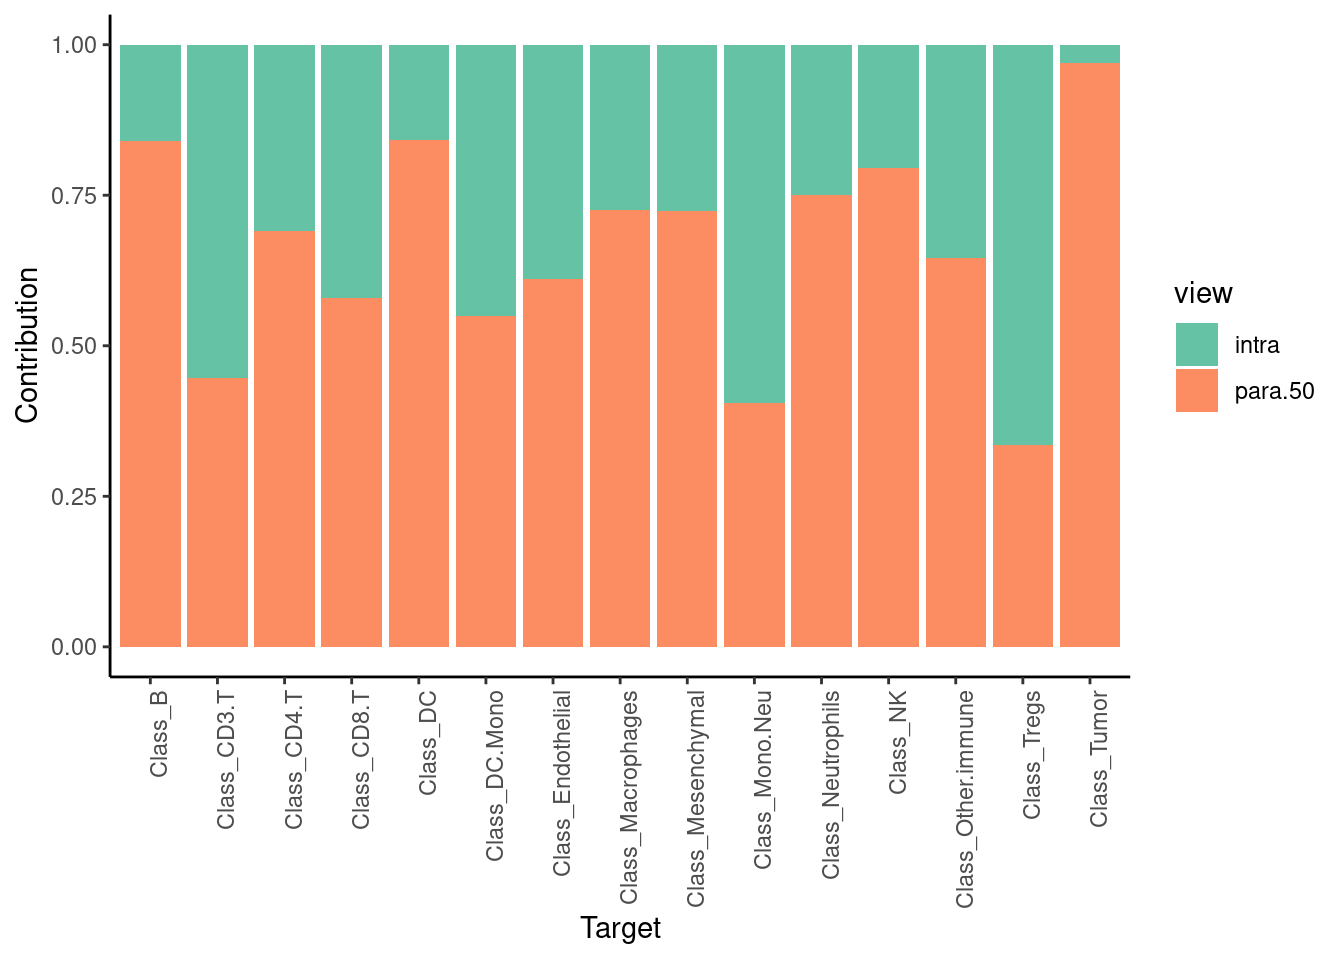 Contribution
1.00
0.75
0.50
0.25
0.00
Class_B
Class_CD3.T
Class_CD4.T
Class_CD8.T
Class_DC
Class_DC.Mono
Class_Endothelial
Class_Macrophages
Class_Mesenchymal
Class_Mono.Neu
Class_Neutrophils
Class_NK
Class_Other.immune
Class_Tregs
Class_Tumor
Target
view
intra
para.50